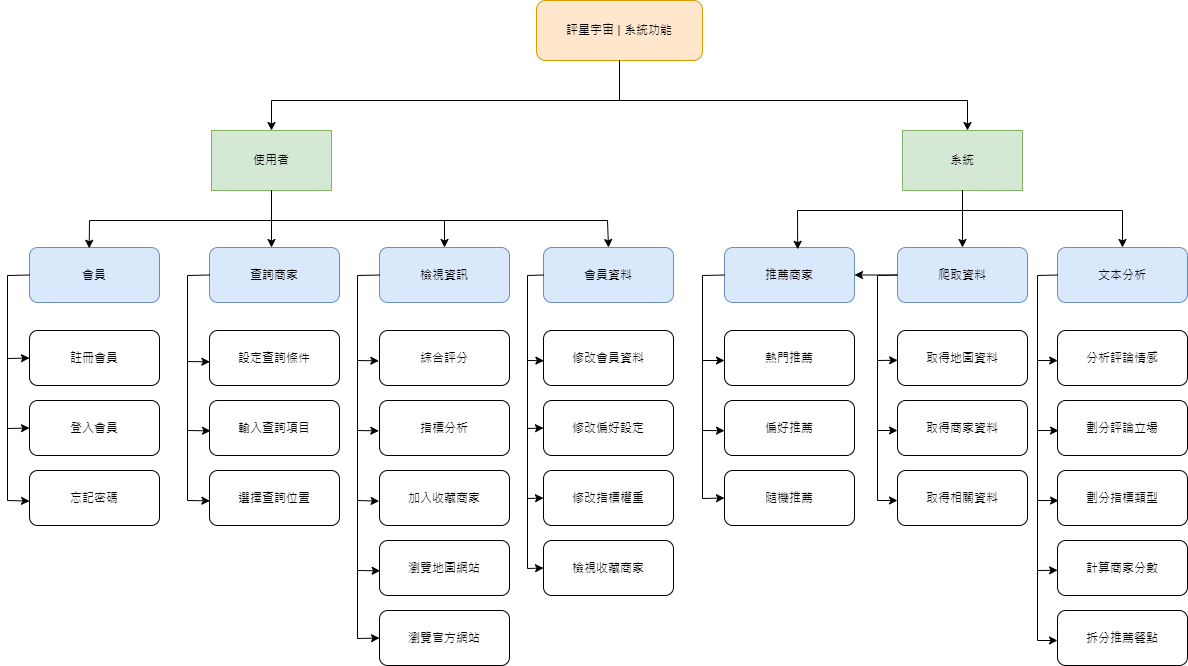 評星宇宙 | 系統功能
使用者
系統
會員
查詢商家
檢視資訊
會員資料
推薦商家
爬取資料
文本分析
註冊會員
設定查詢條件
綜合評分
修改會員資料
熱門推薦
取得地圖資料
分析評論情感
登入會員
輸入查詢項目
指標分析
修改偏好設定
偏好推薦
取得商家資料
劃分評論立場
忘記密碼
選擇查詢位置
加入收藏商家
修改指標權重
隨機推薦
取得相關資料
劃分指標類型
瀏覽地圖網站
檢視收藏商家
計算商家分數
瀏覽官方網站
拆分推薦餐點